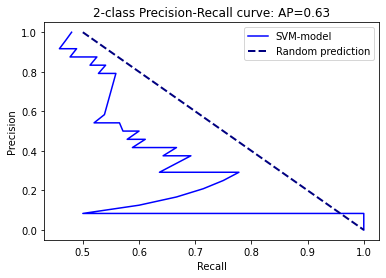 2-class Precision-Recall curve: AP=0.63
SVM-model
Random prediction
Precision
1.0
0.8
0.6
0.4
0.2
0.0
0.5 0.6 0.7 0.8 0.9 1.0
Recall